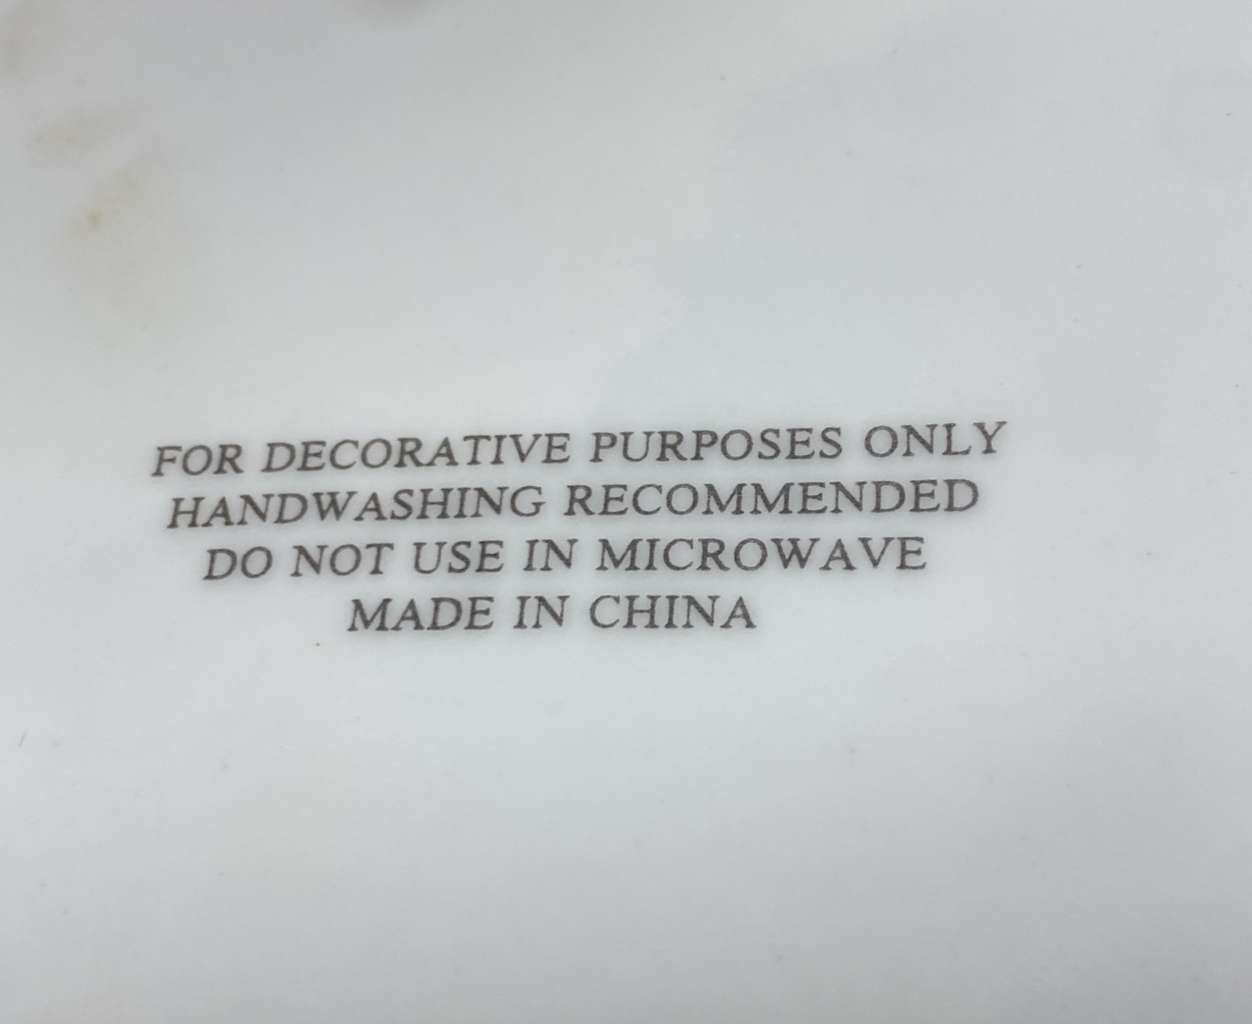 FOR DECORATIVE PURPOSES ONLY
HANDWASHING RECOMMENDED
DO NOT USE IN MICROWAVE
MADE IN CHINA